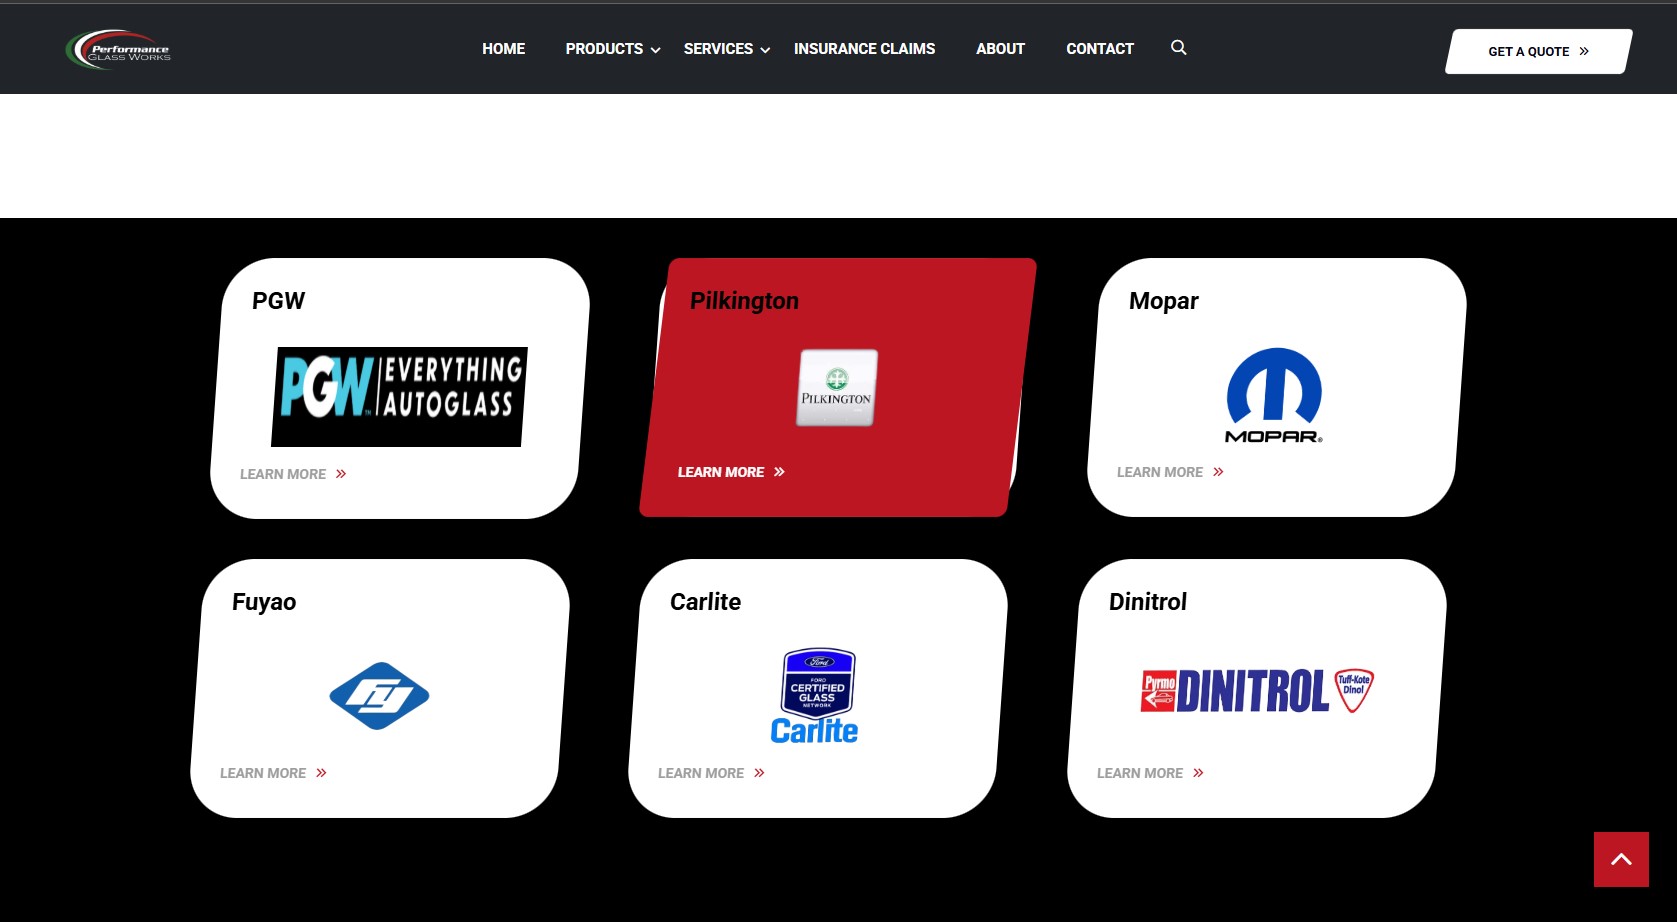 Performance
GLASS WORKS
HOME
PRODUCTS
SERVICES
INSURANCE CLAIMS
ABOUT
CONTACT
GET A QUOTE
PGW
PGW
EVERYTHING
AUTOGLASS
LEARN MORE
Pilkington
PILKINGTON
LEARN MORE
Mopar
MOPAR®
LEARN MORE
Fuyao
LEARN MORE
Carlite
Ford
FORD
CERTIFIED
GLASS
NETWORK
Carlite
LEARN MORE
Dinitrol
Pyrmo
DINITROL
Tuff-Kote
Dinol
LEARN MORE